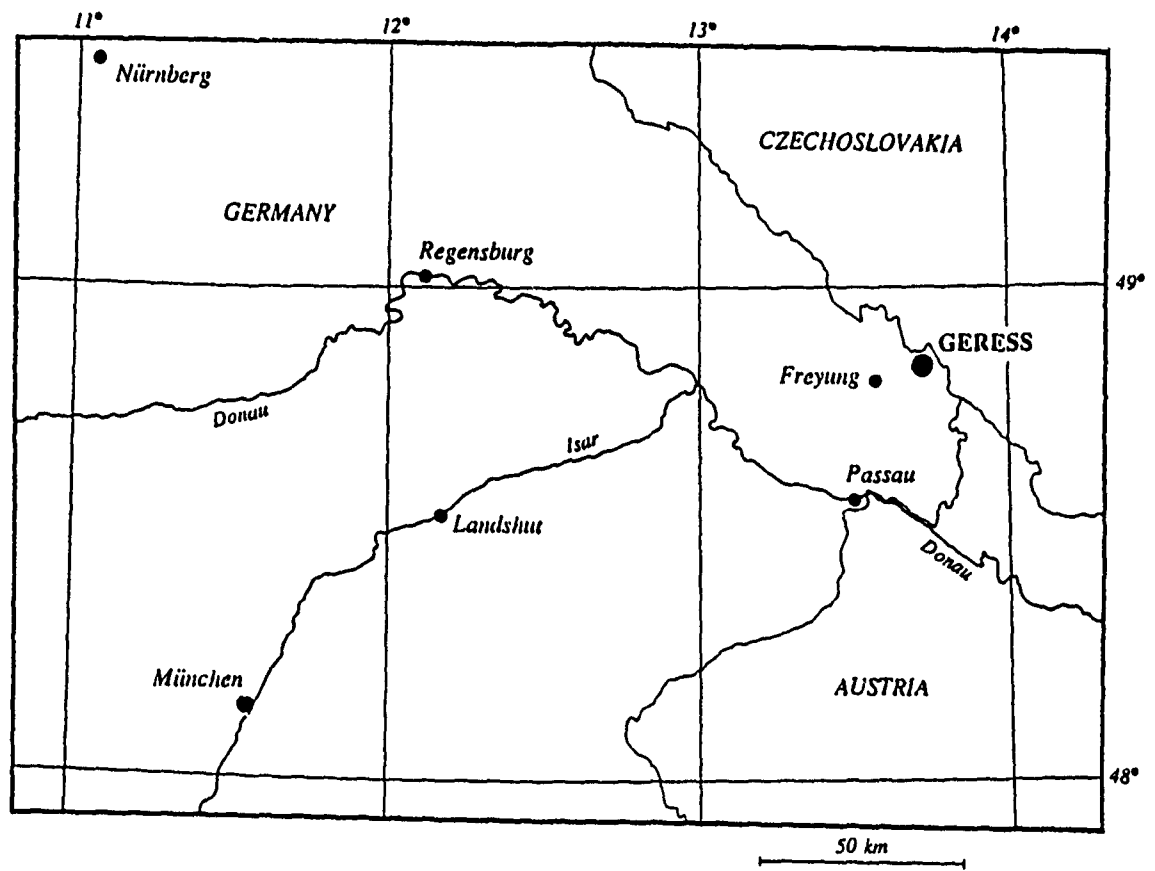 11°
12°
13°
14°
Nürnberg
CZECHOSLOVAKIA
GERMANY
Regensburg
49°
GERESS
Freyung
Donau
Isar
Passau
Landshut
Donau
München
AUSTRIA
48°
50 km